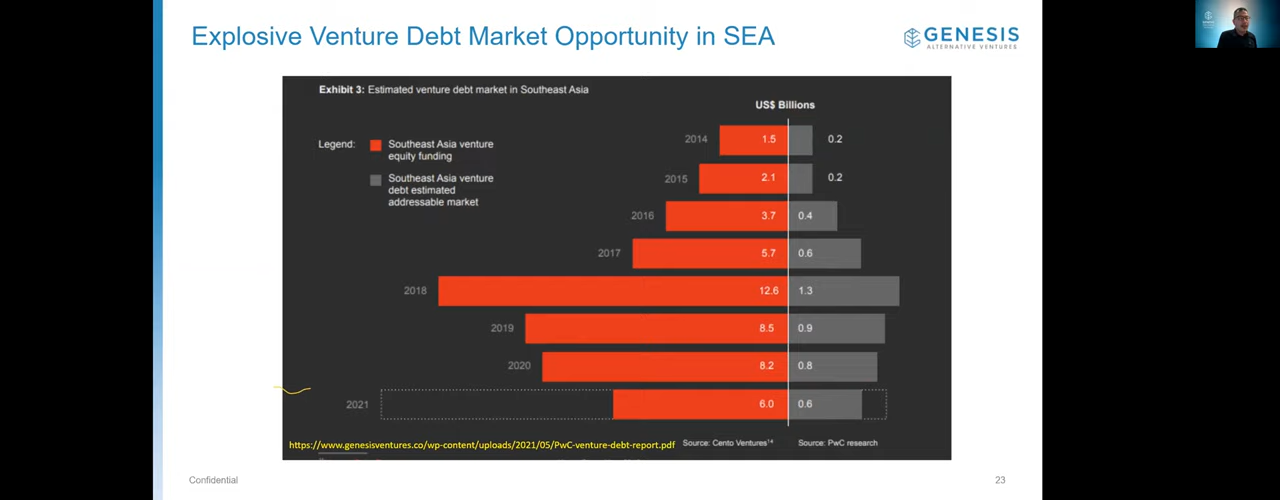 Explosive Venture Debt Market Opportunity in SEA
GENESIS
ALTERNATIVE VENTURES
Exhibit 3: Estimated venture debt market in Southeast Asia
US$ Billions
Legend:
Southeast Asia venture
equity funding
Southeast Asia venture
debt estimated
addressable market
2014 1.5 0.2
2015 2.1 0.2
2016 3.7 0.4
2017 5.7 0.6
2018 12.6 1.3
2019 8.5 0.9
2020 8.2 0.8
2021 6.0 0.6
https://www.genesisventures.co/wp-content/uploads/2021/05/PwC-venture-debt-report.pdf
Source: Cento Ventures¹⁴
Source: PwC research
Confidential
23